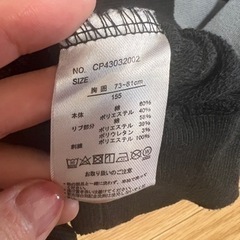 NO. CP43032002
SIZE
胸囲 73~81cm
155
本体 綿 60%
ポリエステル 40%
リブ部分 綿 58%
ポリエステル 39%
ポリウレタン 3%
刺繍 ポリエステル 100%